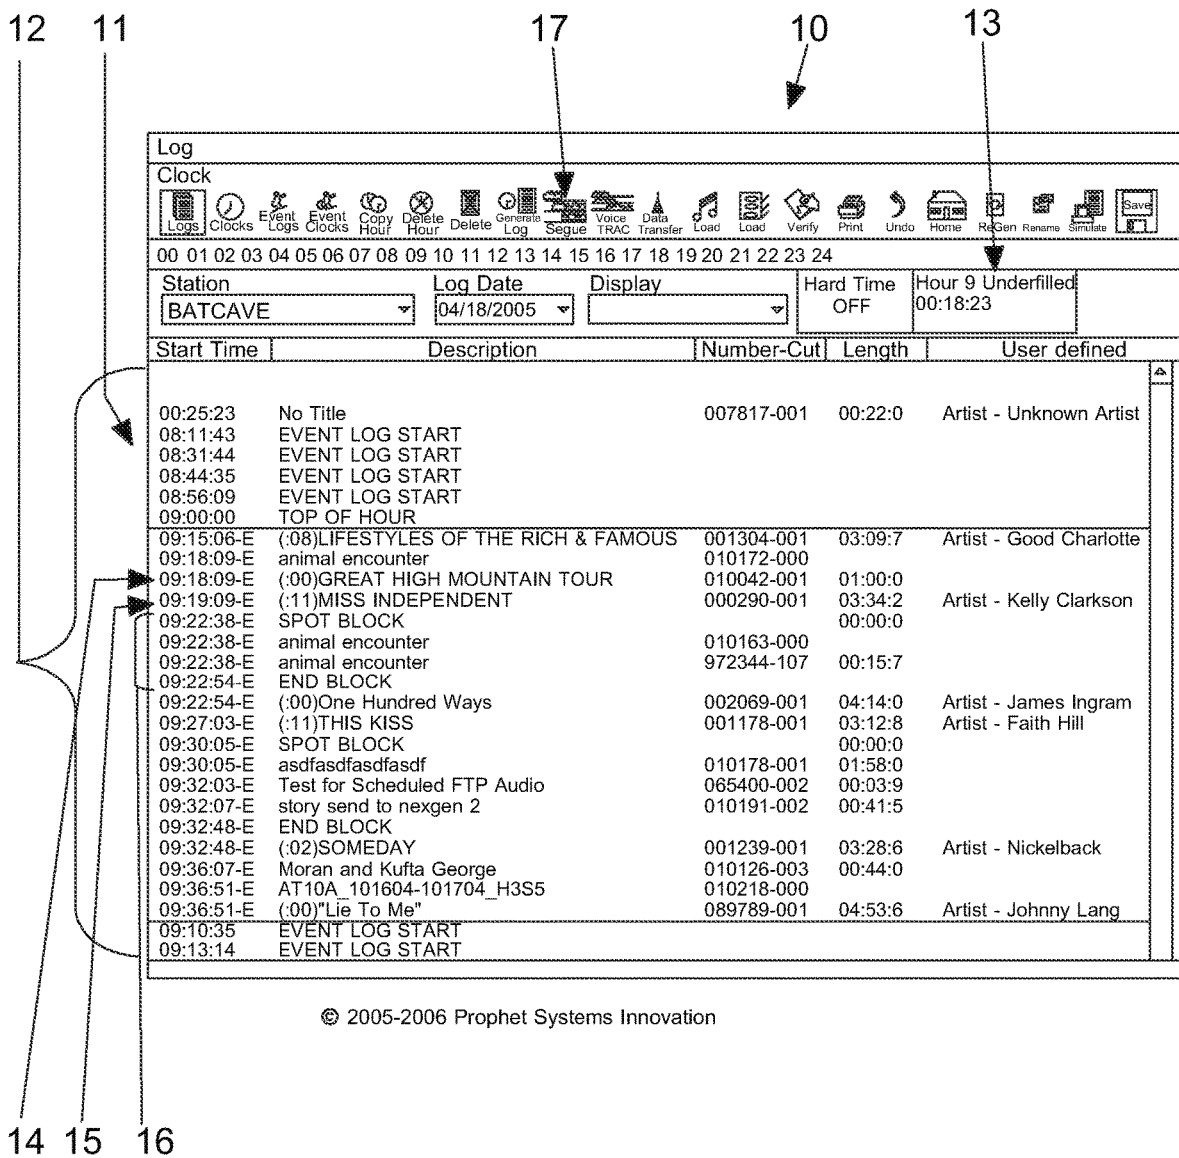 12 11 17 10 13
Log
Clock
Logs Clocks Event Logs Event Clocks Copy Hour Delete Hour Delete Generate Log Segue Voice TRAC Data Transfer Load Load Verify Print Undo Home ReGen Rename Simulate Save
00 01 02 03 04 05 06 07 08 09 10 11 12 13 14 15 16 17 18 19 20 21 22 23 24
Station Log Date Display Hard Time Hour 9 Underfilled
BATCAVE 04/18/2005 OFF 00:18:23
Start Time Description Number-Cut Length User defined
00:25:23 No Title 007817-001 00:22:0 Artist - Unknown Artist
08:11:43 EVENT LOG START
08:31:44 EVENT LOG START
08:44:35 EVENT LOG START
08:56:09 EVENT LOG START
09:00:00 TOP OF HOUR
09:15:06-E (:08)LIFESTYLES OF THE RICH & FAMOUS 001304-001 03:09:7 Artist - Good Charlotte
09:18:09-E animal encounter 010172-000
09:18:09-E (:00)GREAT HIGH MOUNTAIN TOUR 010042-001 01:00:0
09:19:09-E (:11)MISS INDEPENDENT 000290-001 03:34:2 Artist - Kelly Clarkson
09:22:38-E SPOT BLOCK 00:00:0
09:22:38-E animal encounter 010163-000
09:22:38-E animal encounter 972344-107 00:15:7
09:22:54-E END BLOCK
09:22:54-E (:00)One Hundred Ways 002069-001 04:14:0 Artist - James Ingram
09:27:03-E (:11)THIS KISS 001178-001 03:12:8 Artist - Faith Hill
09:30:05-E SPOT BLOCK 00:00:0
09:30:05-E asdfasdfasdfasdf 010178-001 01:58:0
09:32:03-E Test for Scheduled FTP Audio 065400-002 00:03:9
09:32:07-E story send to nexgen 2 010191-002 00:41:5
09:32:48-E END BLOCK
09:32:48-E (:02)SOMEDAY 001239-001 03:28:6 Artist - Nickelback
09:36:07-E Moran and Kufta George 010126-003 00:44:0
09:36:51-E AT10A_101604-101704_H3S5 010218-000
09:36:51-E (:00)"Lie To Me" 089789-001 04:53:6 Artist - Johnny Lang
09:10:35 EVENT LOG START
09:13:14 EVENT LOG START
© 2005-2006 Prophet Systems Innovation
14 15 16